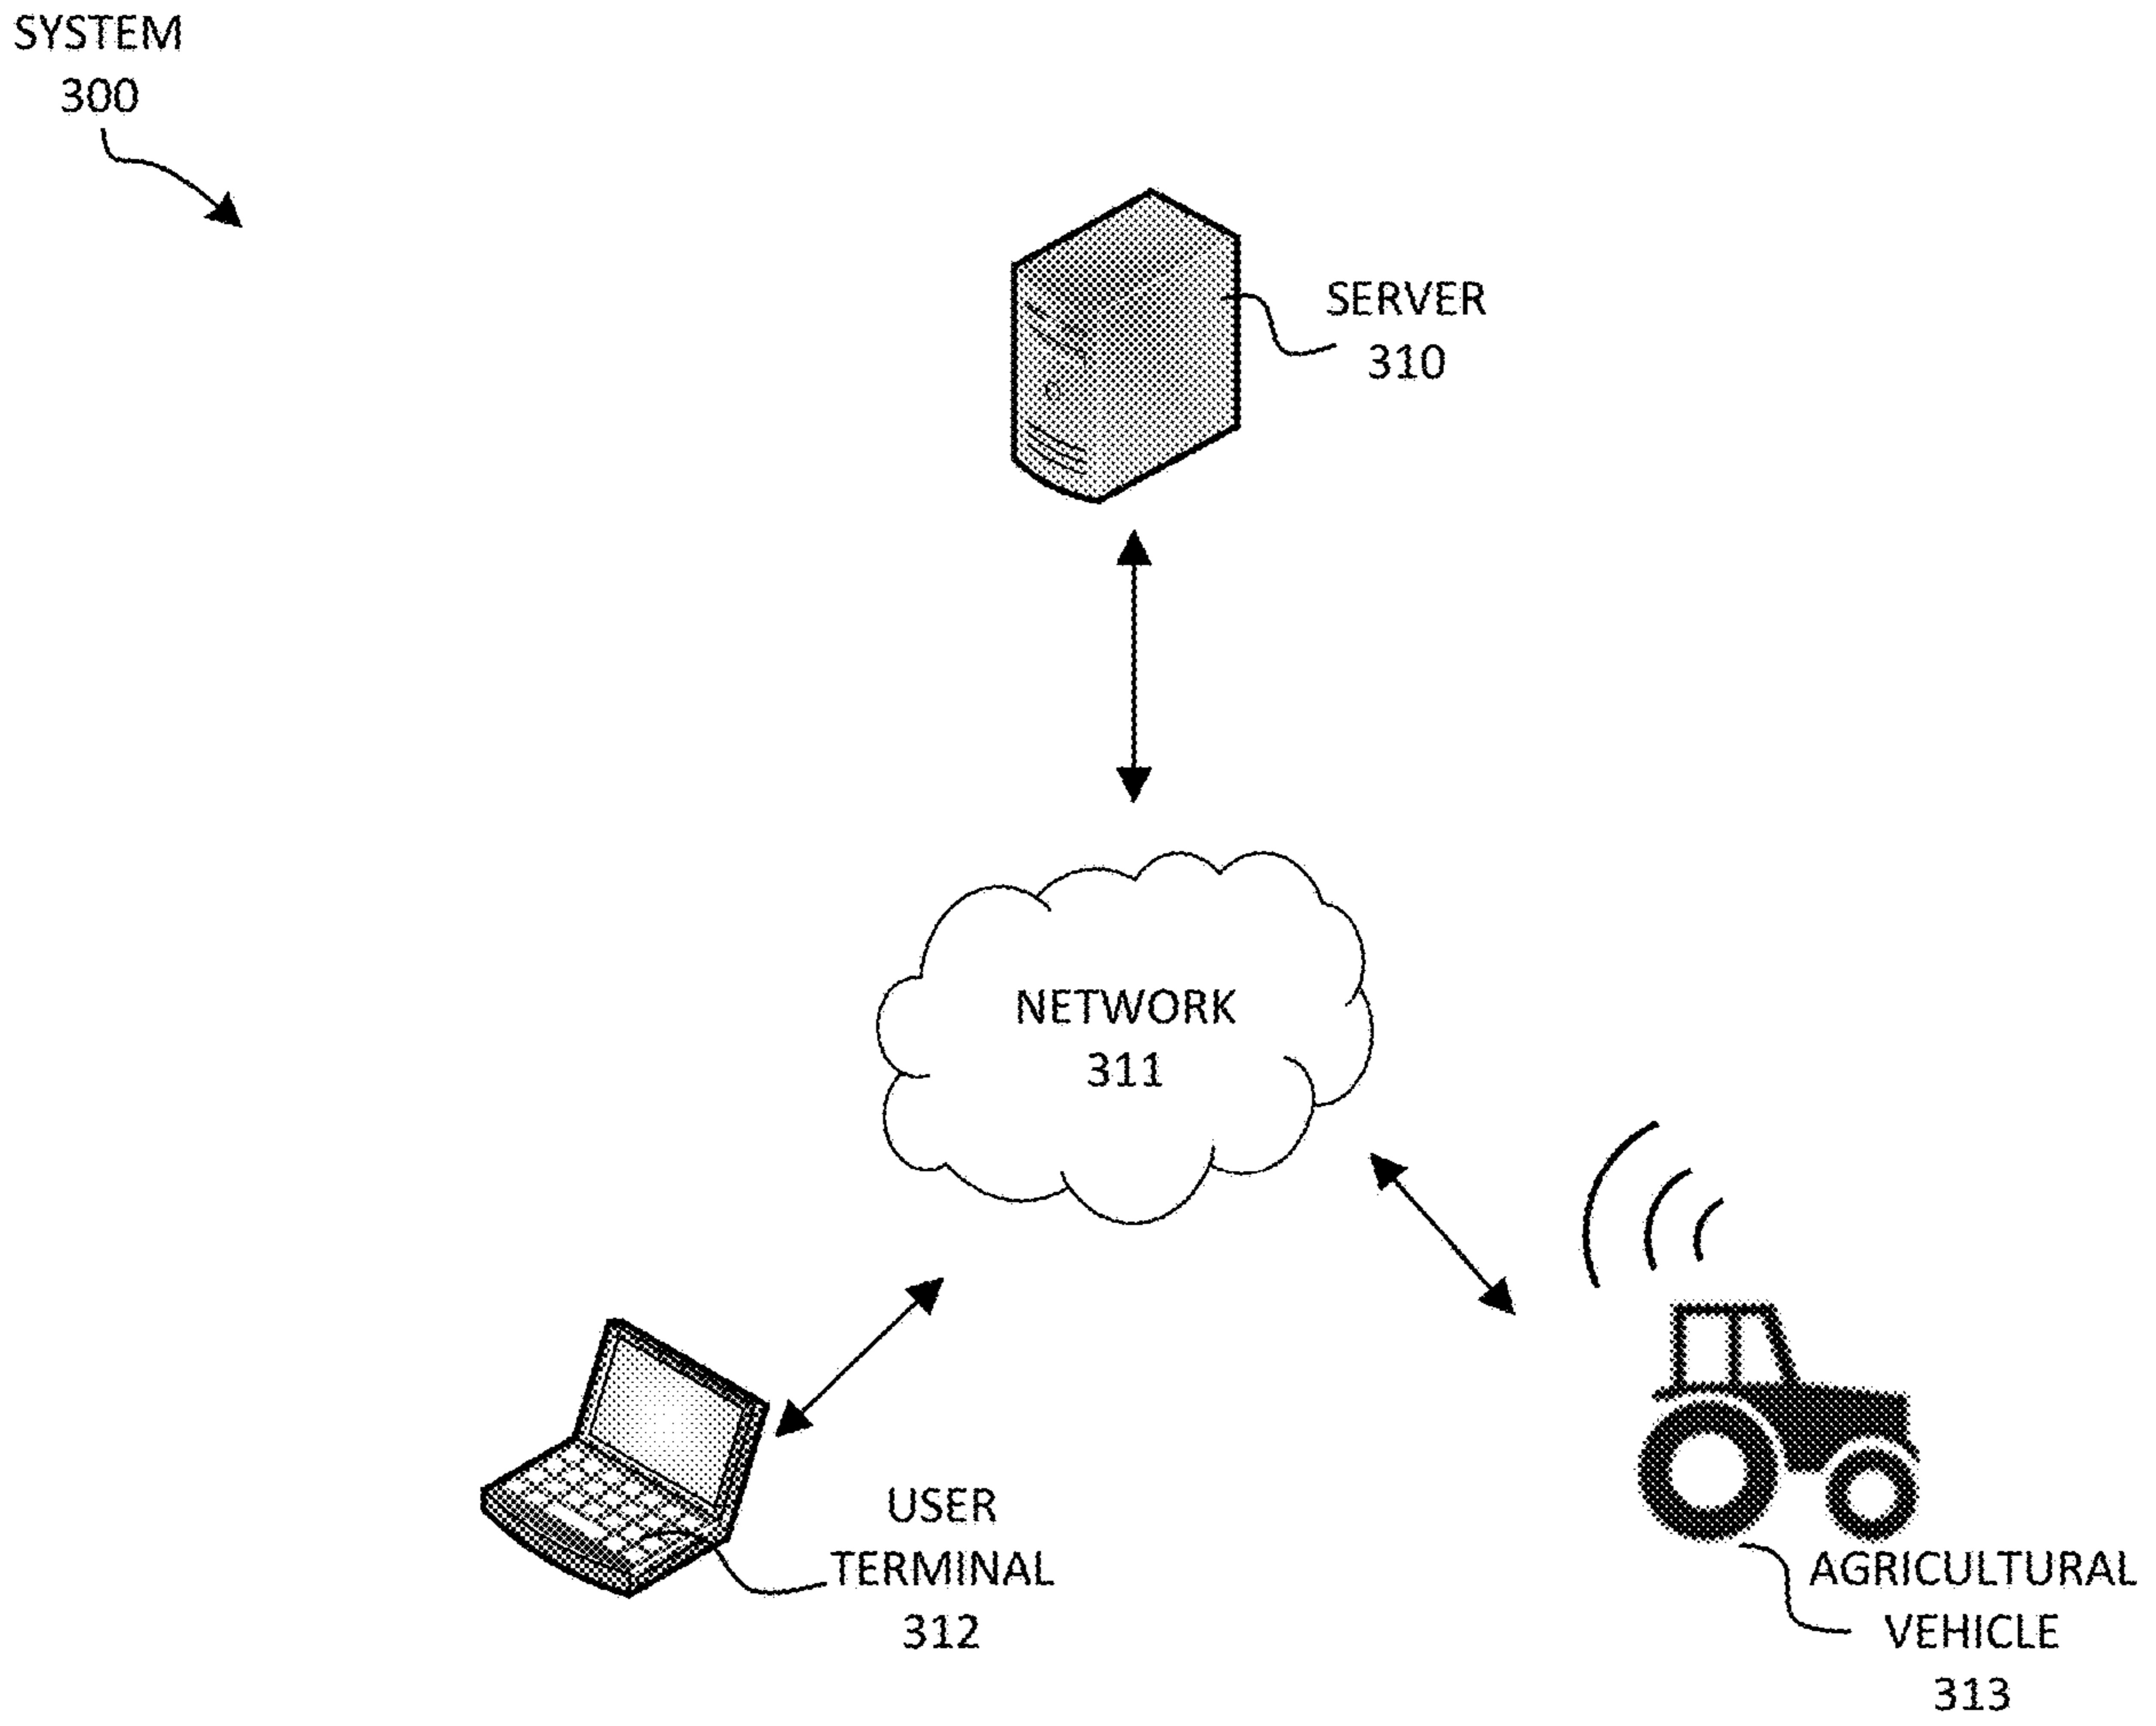 SYSTEM
300
SERVER
310
NETWORK
311
USER
TERMINAL
312
AGRICULTURAL
VEHICLE
313